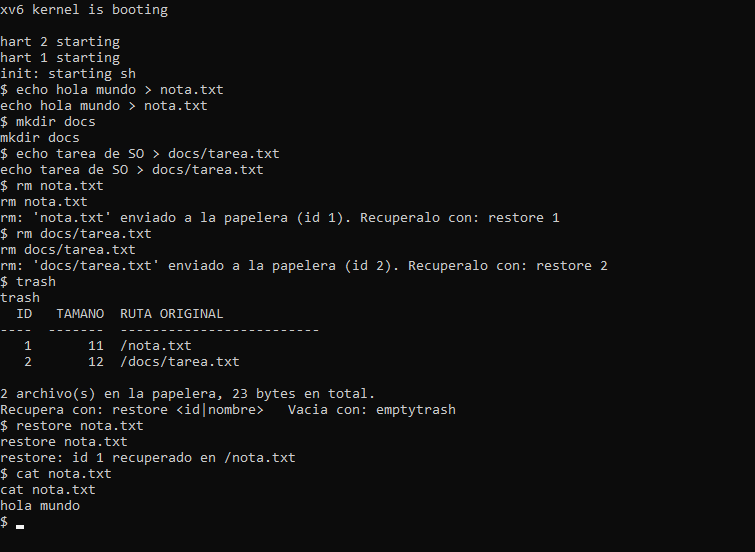 xv6 kernel is booting
hart 2 starting
hart 1 starting
init: starting sh
$ echo hola mundo > nota.txt
echo hola mundo > nota.txt
$ mkdir docs
mkdir docs
$ echo tarea de SO > docs/tarea.txt
echo tarea de SO > docs/tarea.txt
$ rm nota.txt
rm nota.txt
rm: 'nota.txt' enviado a la papelera (id 1). Recuperalo con: restore 1
$ rm docs/tarea.txt
rm docs/tarea.txt
rm: 'docs/tarea.txt' enviado a la papelera (id 2). Recuperalo con: restore 2
$ trash
trash
  ID   TAMANO  RUTA ORIGINAL
----  -------  -------------------------
   1       11  /nota.txt
   2       12  /docs/tarea.txt
2 archivo(s) en la papelera, 23 bytes en total.
Recupera con: restore <id|nombre>   Vacia con: emptytrash
$ restore nota.txt
restore nota.txt
restore: id 1 recuperado en /nota.txt
$ cat nota.txt
cat nota.txt
hola mundo
$